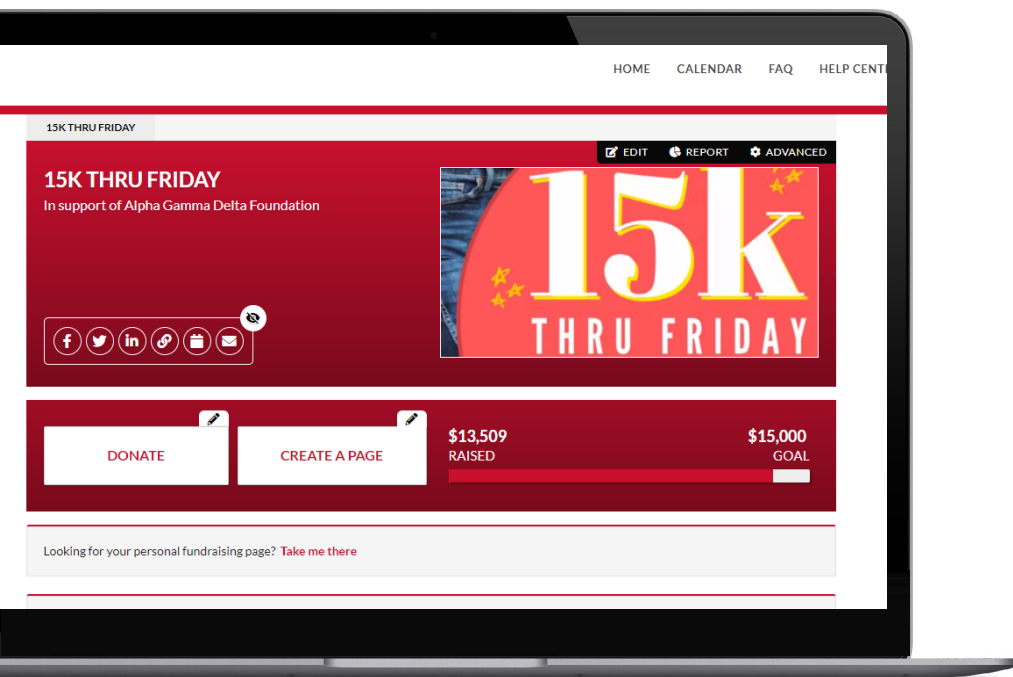 HOME CALENDAR FAQ HELP CENT
15K THRU FRIDAY
EDIT REPORT ADVANCED
15K THRU FRIDAY
In support of Alpha Gamma Delta Foundation
15k
THRU FRIDAY
DONATE
CREATE A PAGE
$13,509
RAISED
$15,000
GOAL
Looking for your personal fundraising page? Take me there